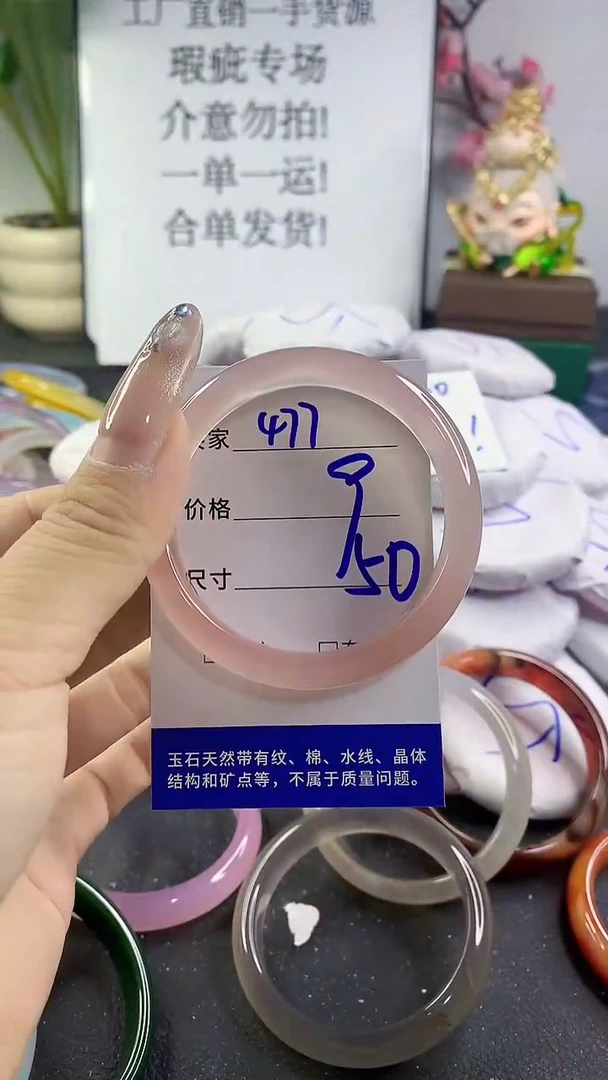 工厂直销一手货源
瑕疵专场
介意勿拍!
一单一运!
合单发货!
家 477
价格 9
尺寸 50
玉石天然带有纹、棉、水线、晶体
结构和矿点等，不属于质量问题。